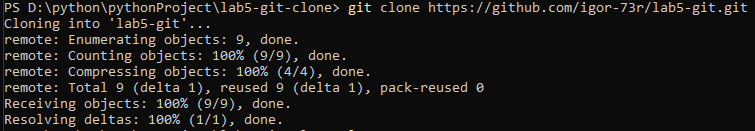 PS D:\python\pythonProject\lab5-git-clone> git clone https://github.com/igor-73r/lab5-git.git
Cloning into 'lab5-git'...
remote: Enumerating objects: 9, done.
remote: Counting objects: 100% (9/9), done.
remote: Compressing objects: 100% (4/4), done.
remote: Total 9 (delta 1), reused 9 (delta 1), pack-reused 0
Receiving objects: 100% (9/9), done.
Resolving deltas: 100% (1/1), done.